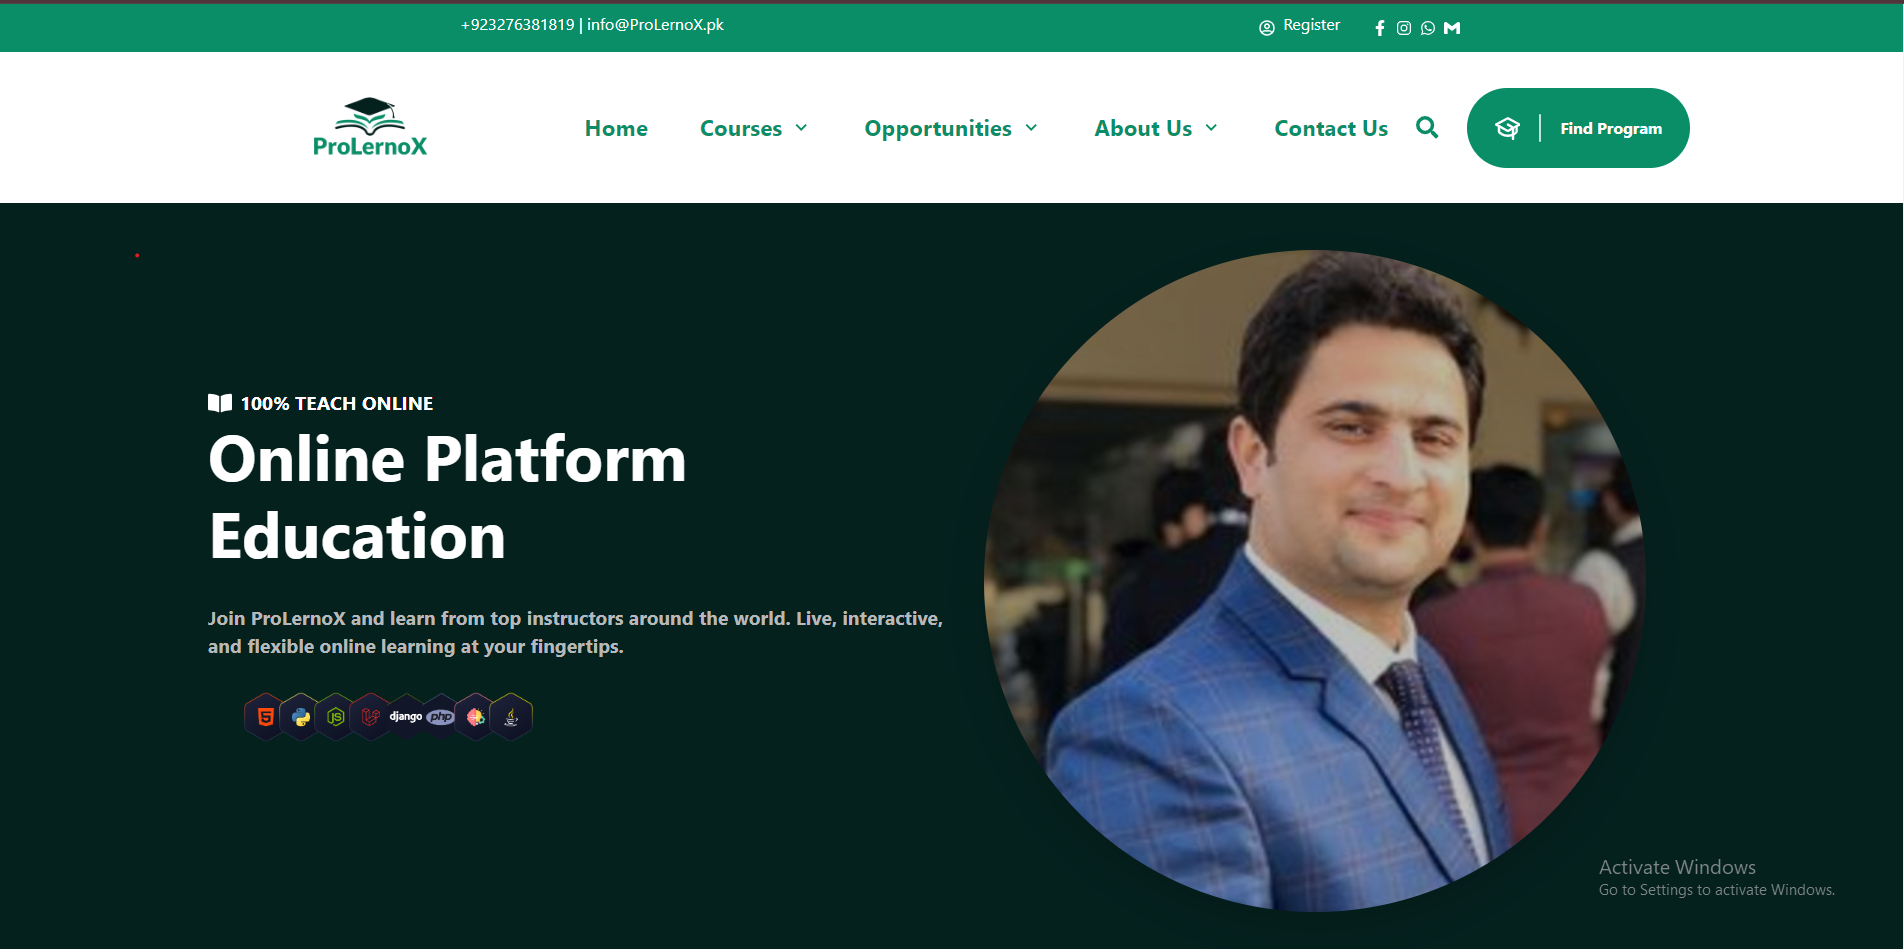 +923276381819 | info@ProLernoX.pk
Register
ProLernoX
Home
Courses
Opportunities
About Us
Contact Us
Find Program
100% TEACH ONLINE
Online Platform
Education
Join ProLernoX and learn from top instructors around the world. Live, interactive,
and flexible online learning at your fingertips.
5
JS
django
php
Activate Windows
Go to Settings to activate Windows.